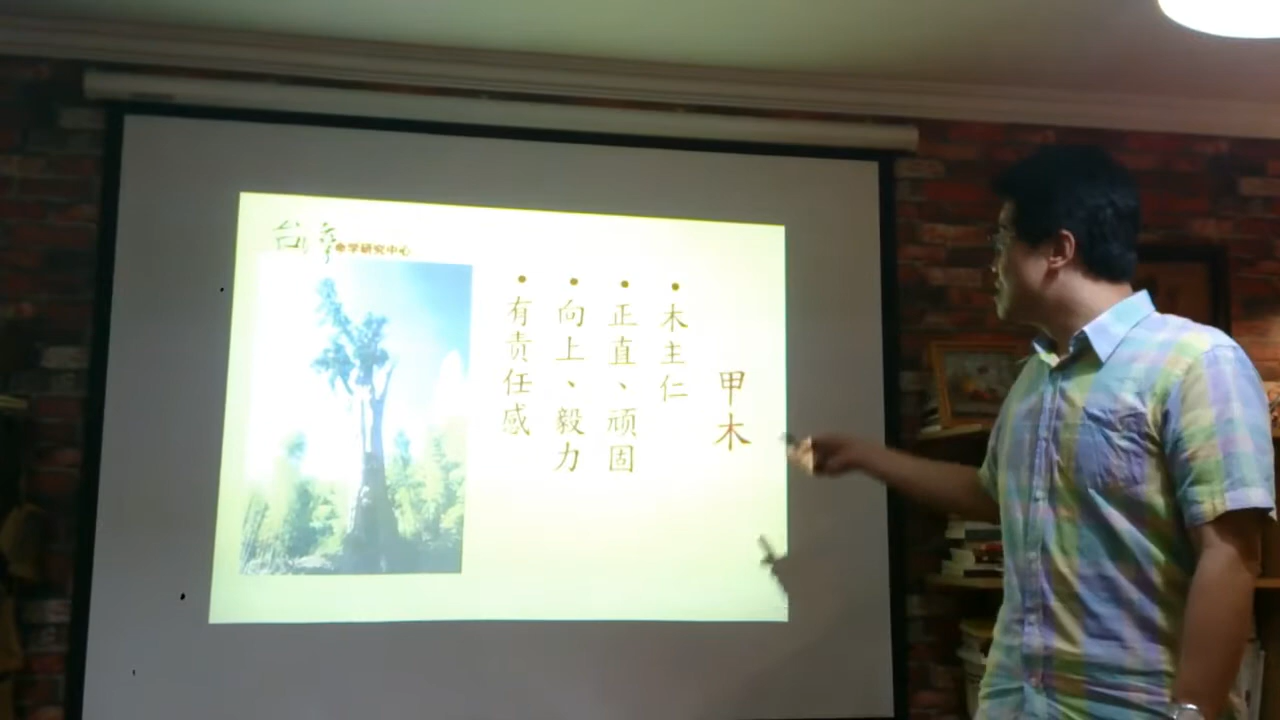 命学研究中心
甲木
木主仁
正直、顽固
向上、毅力
有责任感